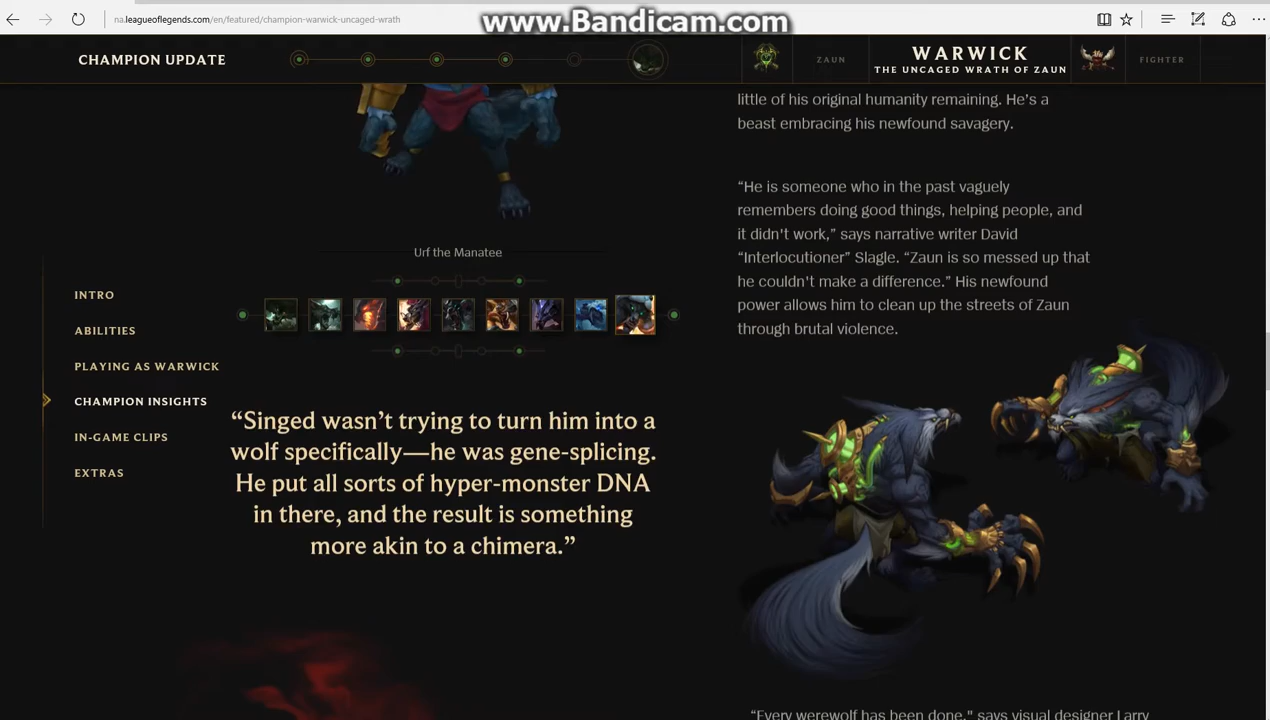 na.leagueoflegends.com/en/featured/champion-warwick-uncaged-wrath
www.Bandicam.com
CHAMPION UPDATE
ZAUN
WARWICK
THE UNCAGED WRATH OF ZAUN
FIGHTER
little of his original humanity remaining. He's a
beast embracing his newfound savagery.
“He is someone who in the past vaguely
remembers doing good things, helping people, and
it didn't work,” says narrative writer David
“Interlocutioner” Slagle. “Zaun is so messed up that
he couldn't make a difference.” His newfound
power allows him to clean up the streets of Zaun
through brutal violence.
Urf the Manatee
INTRO
ABILITIES
PLAYING AS WARWICK
CHAMPION INSIGHTS
IN-GAME CLIPS
EXTRAS
“Singed wasn’t trying to turn him into a
wolf specifically—he was gene-splicing.
He put all sorts of hyper-monster DNA
in there, and the result is something
more akin to a chimera.”
“Every werewolf has been done,” says visual designer Larry